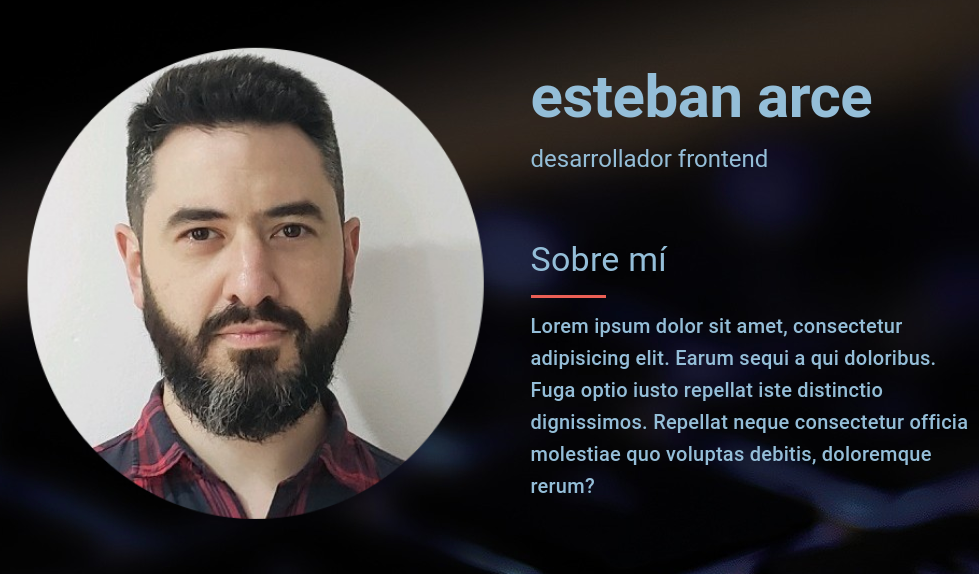 esteban arce
desarrollador frontend
Sobre mí
Lorem ipsum dolor sit amet, consectetur
adipisicing elit. Earum sequi a qui doloribus.
Fuga optio iusto repellat iste distinctio
dignissimos. Repellat neque consectetur officia
molestiae quo voluptas debitis, doloremque
rerum?